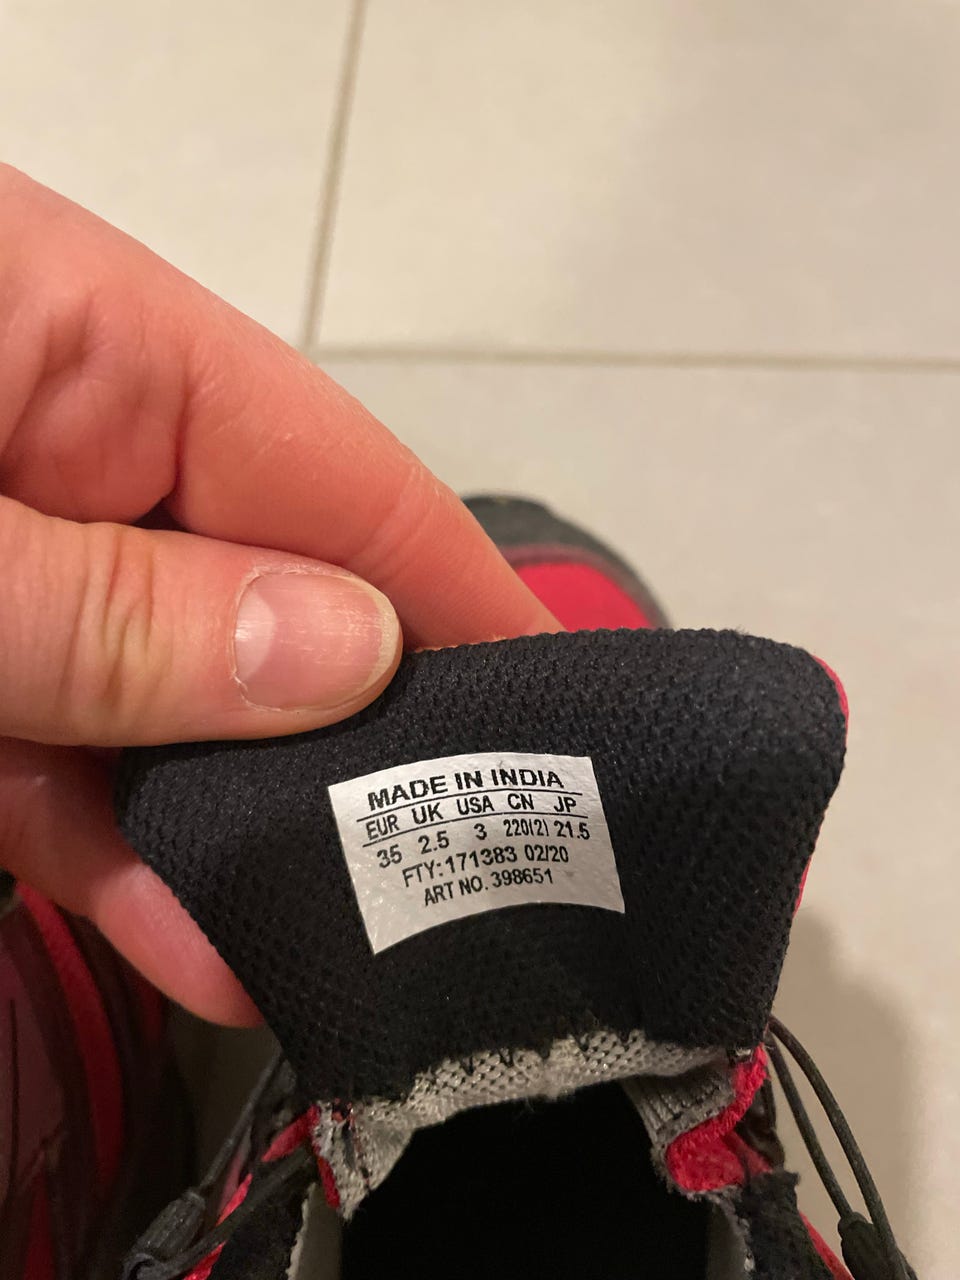 MADE IN INDIA
EUR UK USA CN JP
35 2.5 3 220(2) 21.5
FTY:171383 02/20
ART NO. 398651